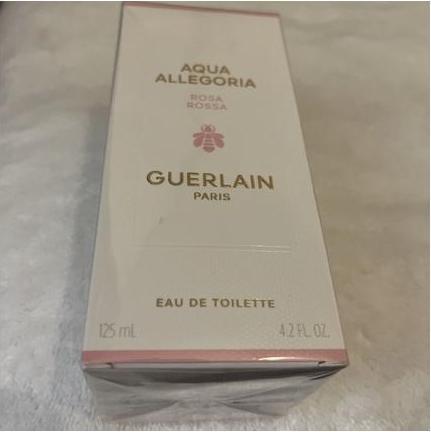 AQUA
ALLEGORIA
ROSA
ROSSA
GUERLAIN
PARIS
EAU DE TOILETTE
125 mL 4.2 FL. OZ.